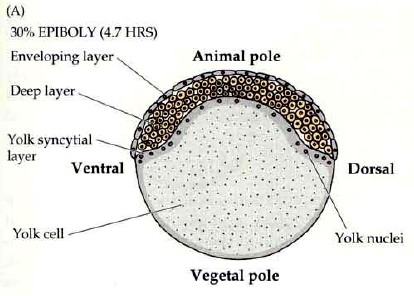 (A)
30% EPIBOLY (4.7 HRS)
Enveloping layer
Animal pole
Deep layer
Yolk syncytial
layer
Ventral
Dorsal
Yolk cell
Yolk nuclei
Vegetal pole